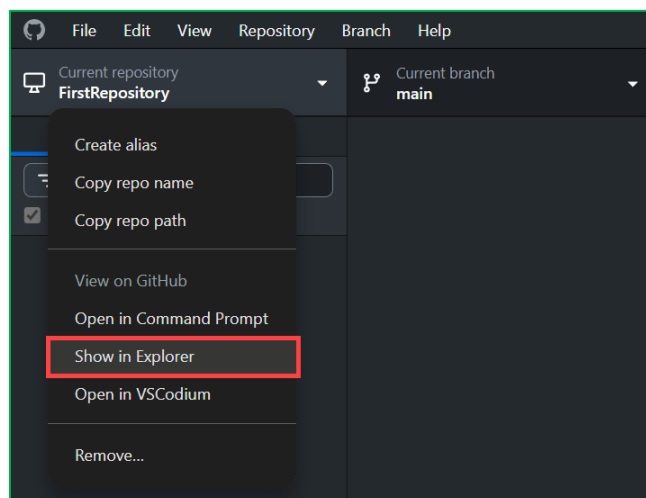 File Edit View Repository Branch Help
Current repository
FirstRepository
Current branch
main
Create alias
Copy repo name
Copy repo path
View on GitHub
Open in Command Prompt
Show in Explorer
Open in VSCodium
Remove...